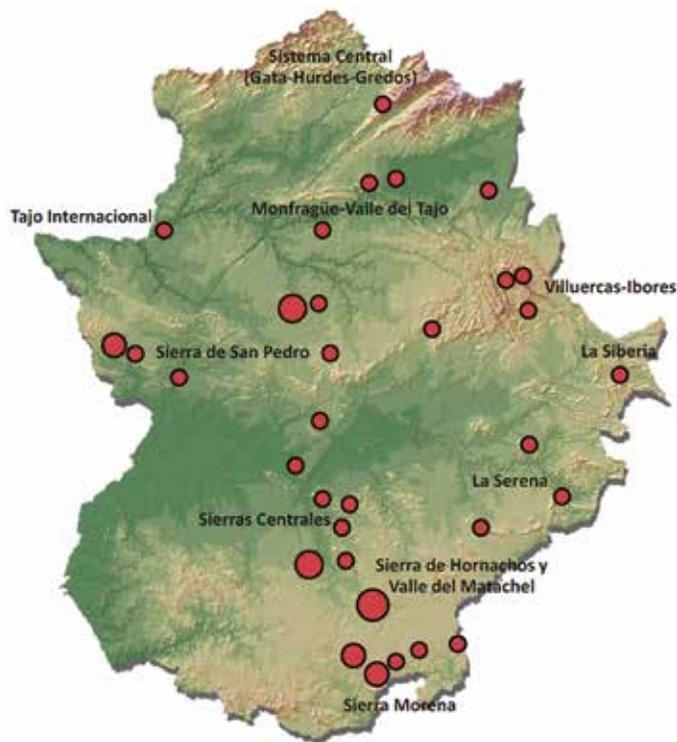 Sistema Central
(Gata-Hurdes-Gredos)
Tajo Internacional
Monfragüe-Valle del Tajo
Villuercas-Ibores
Sierra de San Pedro
La Siberia
La Serena
Sierras Centrales
Sierra de Hornachos y
Valle del Matachel
Sierra Morena